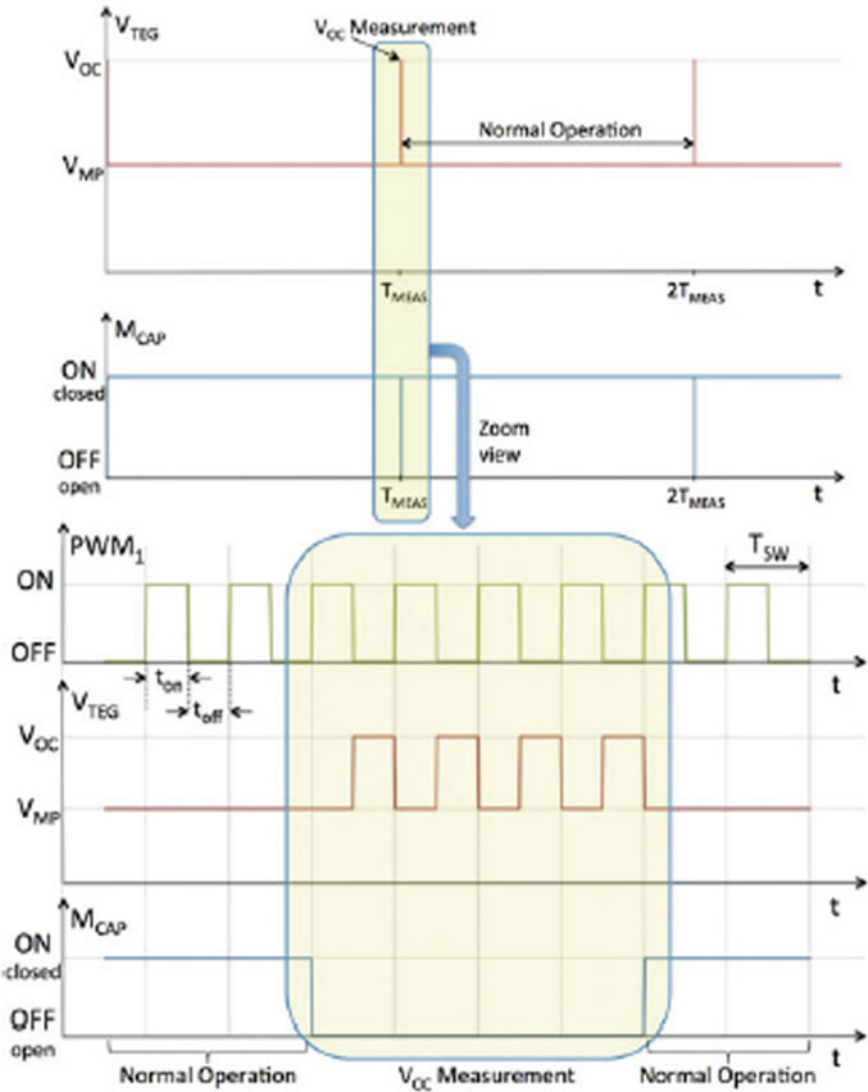 V_TEG
V_OC Measurement
V_OC
Normal Operation
V_MP
T_MEAS
2T_MEAS
t
M_CAP
ON
closed
Zoom
view
OFF
open
T_MEAS
2T_MEAS
t
PWM_1
T_SW
ON
OFF
t_on
t
V_TEG
t_off
V_OC
V_MP
t
M_CAP
ON
closed
OFF
open
t
Normal Operation
V_OC Measurement
Normal Operation